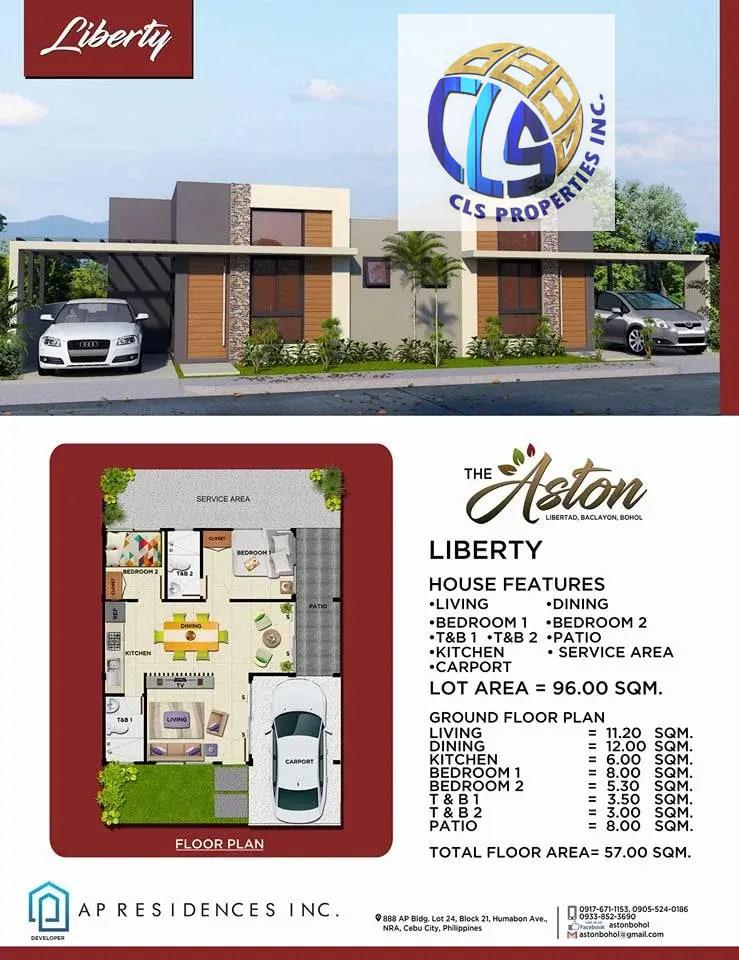 Liberty
CLS
CLS PROPERTIES INC.
THE Aston
LIBERTAD, BACLAYON, BOHOL
LIBERTY
HOUSE FEATURES
•LIVING •DINING
•BEDROOM 1 •BEDROOM 2
•T&B 1 •T&B 2 •PATIO
•KITCHEN • SERVICE AREA
•CARPORT
LOT AREA = 96.00 SQM.
GROUND FLOOR PLAN
LIVING = 11.20 SQM.
DINING = 12.00 SQM.
KITCHEN = 6.00 SQM.
BEDROOM 1 = 8.00 SQM.
BEDROOM 2 = 5.30 SQM.
T & B 1 = 3.50 SQM.
T & B 2 = 3.00 SQM.
PATIO = 8.00 SQM.
TOTAL FLOOR AREA= 57.00 SQM.
SERVICE AREA
CLOSET
BEDROOM 1
BEDROOM 2
T&B 2
CLOSET
REF
DINING
PATIO
KITCHEN
TV
S
S
S
T&B 1
LIVING
CARPORT
FLOOR PLAN
DEVELOPER
AP RESIDENCES INC.
888 AP Bldg. Lot 24, Block 21, Humabon Ave.,
NRA, Cebu City, Philippines
0917-671-1153, 0905-524-0186
0933-852-3690
Facebook astonbohol
astonbohol@gmail.com